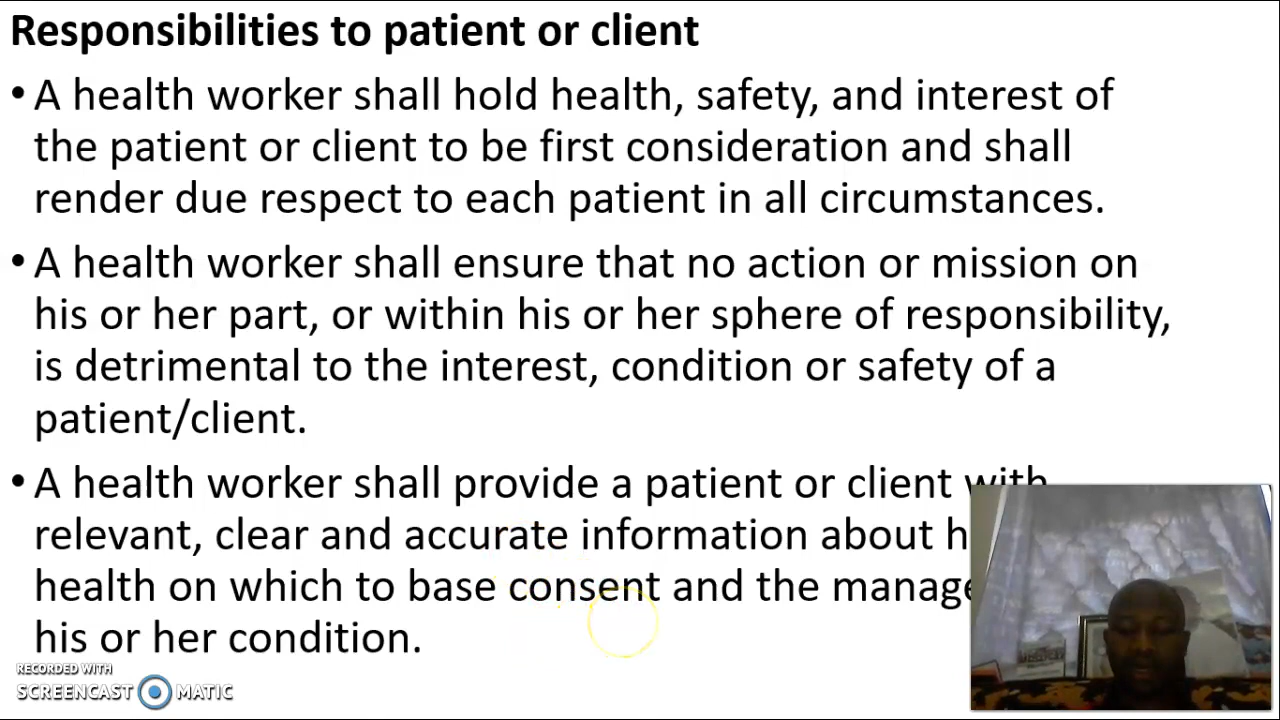 Responsibilities to patient or client
• A health worker shall hold health, safety, and interest of
the patient or client to be first consideration and shall
render due respect to each patient in all circumstances.
• A health worker shall ensure that no action or mission on
his or her part, or within his or her sphere of responsibility,
is detrimental to the interest, condition or safety of a
patient/client.
• A health worker shall provide a patient or client with
relevant, clear and accurate information about
health on which to base consent and the
his or her condition.
RECORDED WITH
SCREENCAST MATIC